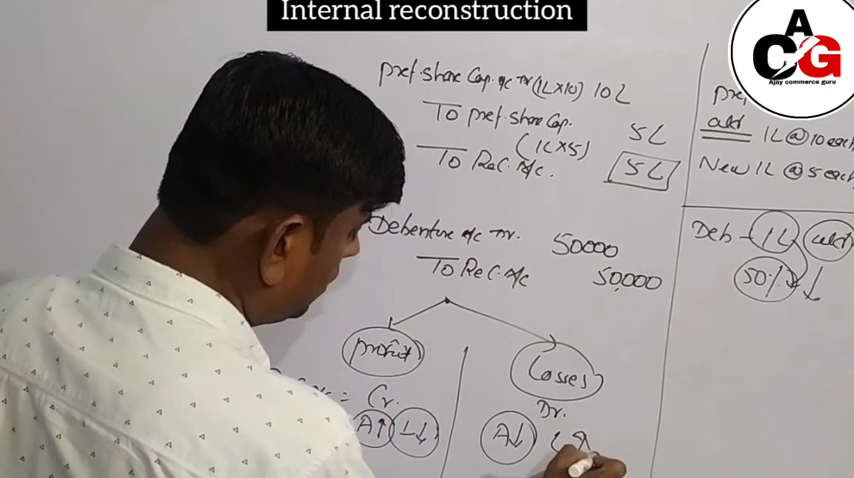 Internal reconstruction
A
CG
Ajay commerce guru
Pref. share Cap. A/c Dr (1L×10) 10L
To Pref. share Cap. 5L
(1L×5)
To Rec. A/c. 5L
Debenture A/c Dr. 50000
To Rec. A/c 50,000
profit
Losses
= Cr.
Dr.
A↑ L↓
A↓ L↑
Pre
old 1L @ 10 each
New 1L @ 5 each
Deb - 1L old
50% ↓